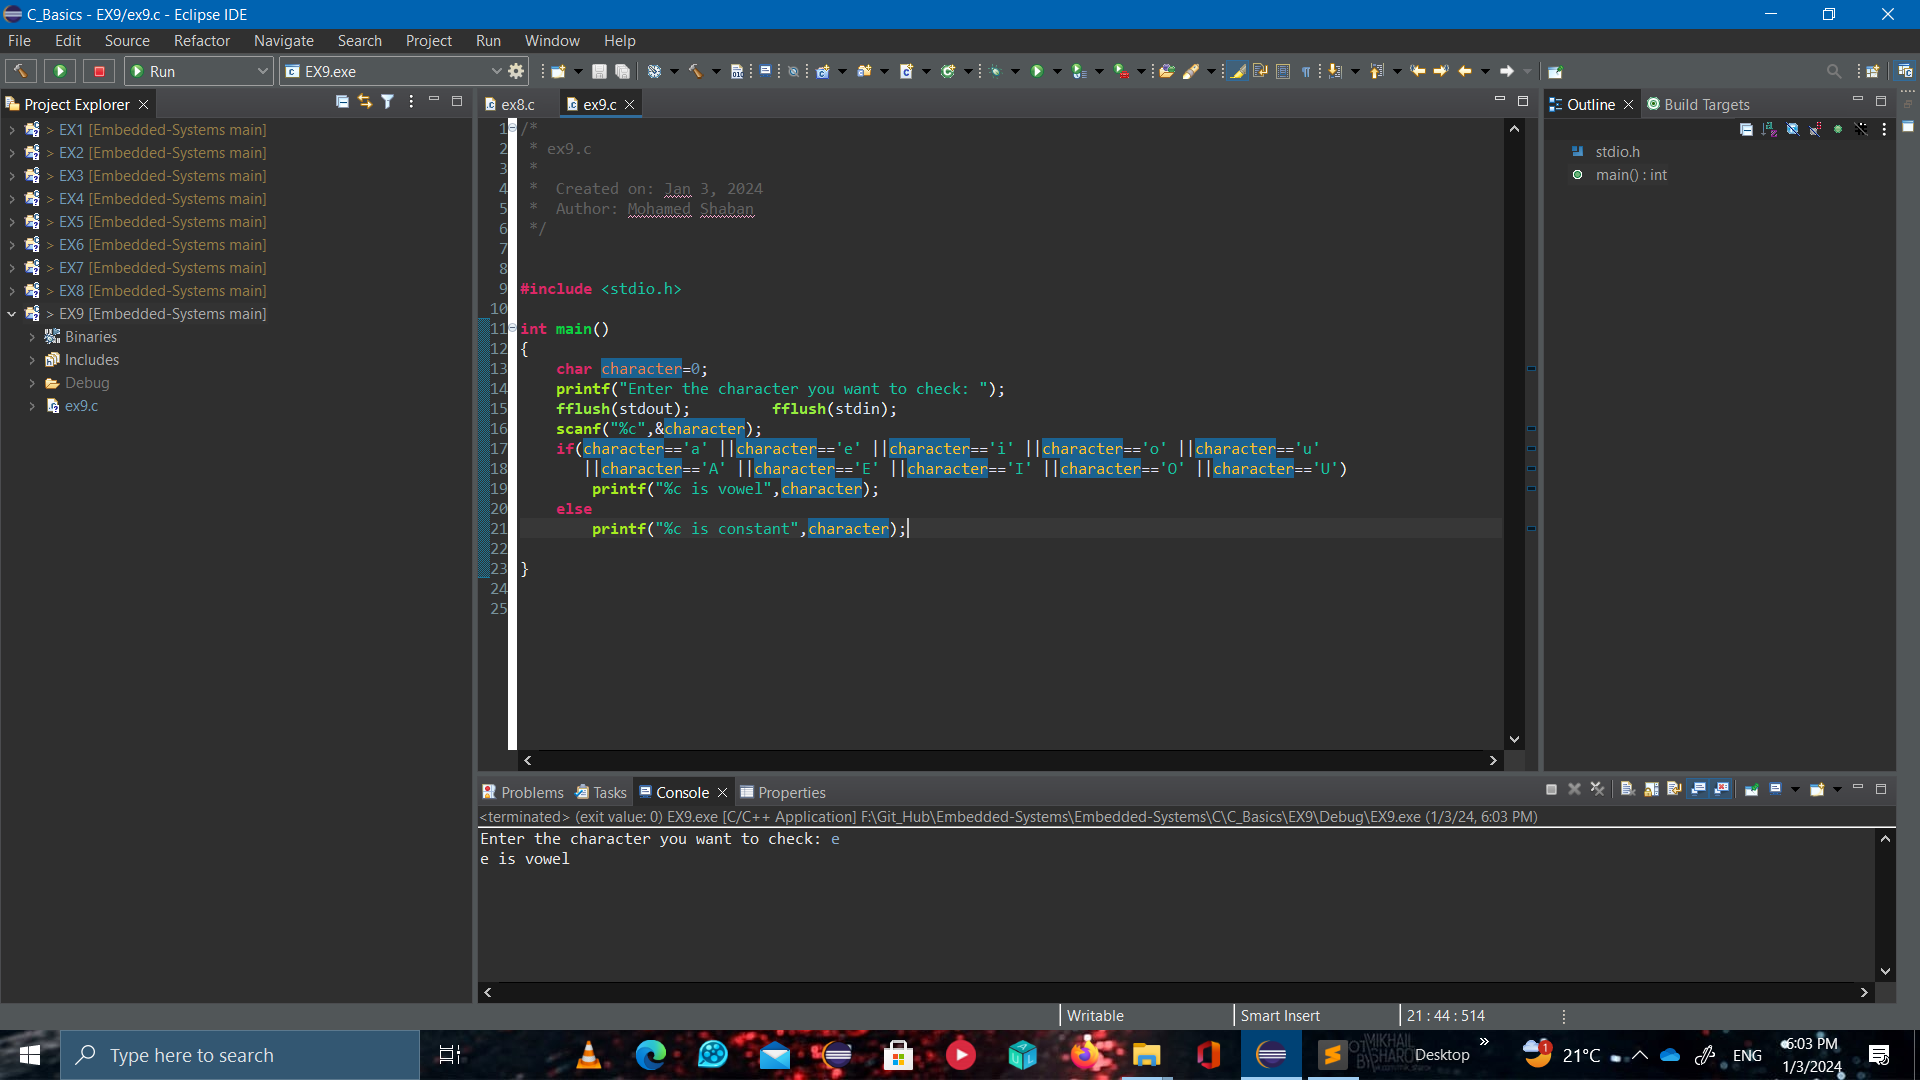 C_Basics - EX9/ex9.c - Eclipse IDE
File Edit Source Refactor Navigate Search Project Run Window Help
Run EX9.exe
Project Explorer
> EX1 [Embedded-Systems main]
> EX2 [Embedded-Systems main]
> EX3 [Embedded-Systems main]
> EX4 [Embedded-Systems main]
> EX5 [Embedded-Systems main]
> EX6 [Embedded-Systems main]
> EX7 [Embedded-Systems main]
> EX8 [Embedded-Systems main]
> EX9 [Embedded-Systems main]
Binaries
Includes
Debug
ex9.c
ex8.c ex9.c
1 /*
2 * ex9.c
3 *
4 * Created on: Jan 3, 2024
5 * Author: Mohamed Shaban
6 */
7
8
9 #include <stdio.h>
10
11 int main()
12 {
13 char character=0;
14 printf("Enter the character you want to check: ");
15 fflush(stdout); fflush(stdin);
16 scanf("%c",&character);
17 if(character=='a' ||character=='e' ||character=='i' ||character=='o' ||character=='u'
18 ||character=='A' ||character=='E' ||character=='I' ||character=='O' ||character=='U')
19 printf("%c is vowel",character);
20 else
21 printf("%c is constant",character);
22
23 }
24
25
Outline Build Targets
stdio.h
main() : int
Problems Tasks Console Properties
<terminated> (exit value: 0) EX9.exe [C/C++ Application] F:\Git_Hub\Embedded-Systems\Embedded-Systems\C\C_Basics\EX9\Debug\EX9.exe (1/3/24, 6:03 PM)
Enter the character you want to check: e
e is vowel
Writable Smart Insert 21 : 44 : 514
Type here to search
Desktop » 21°C ENG 6:03 PM
1/3/2024